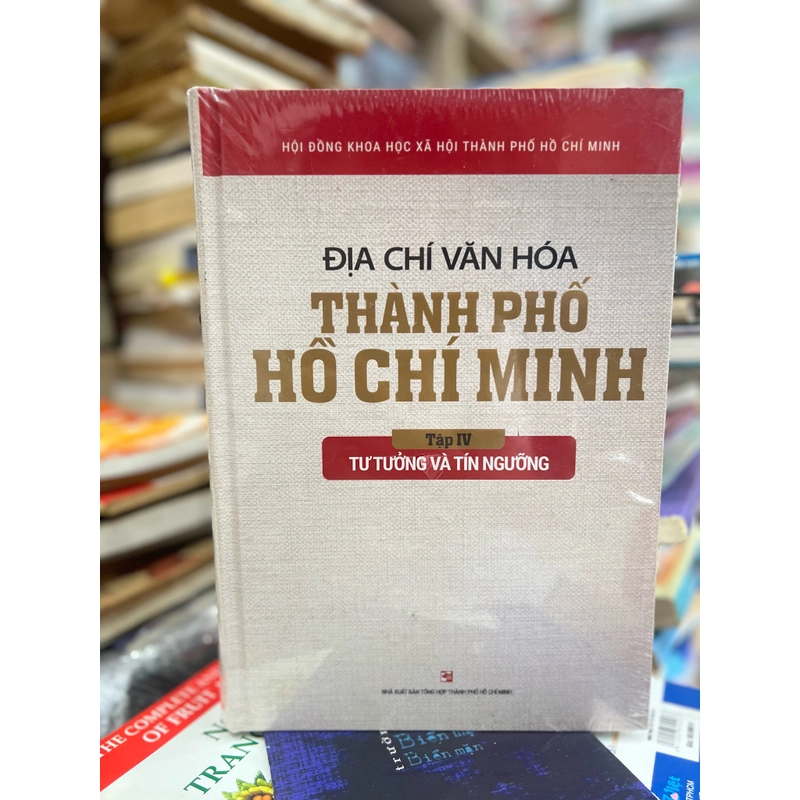 HỘI ĐỒNG KHOA HỌC XÃ HỘI THÀNH PHỐ HỒ CHÍ MINH
ĐỊA CHÍ VĂN HÓA
THÀNH PHỐ
HỒ CHÍ MINH
Tập IV
TƯ TƯỞNG VÀ TÍN NGƯỠNG
NHÀ XUẤT BẢN TỔNG HỢP THÀNH PHỐ HỒ CHÍ MINH
THE COMPLETE
OF FRUIT
TRAN
trườn
Biển
Biển mặn
Việt